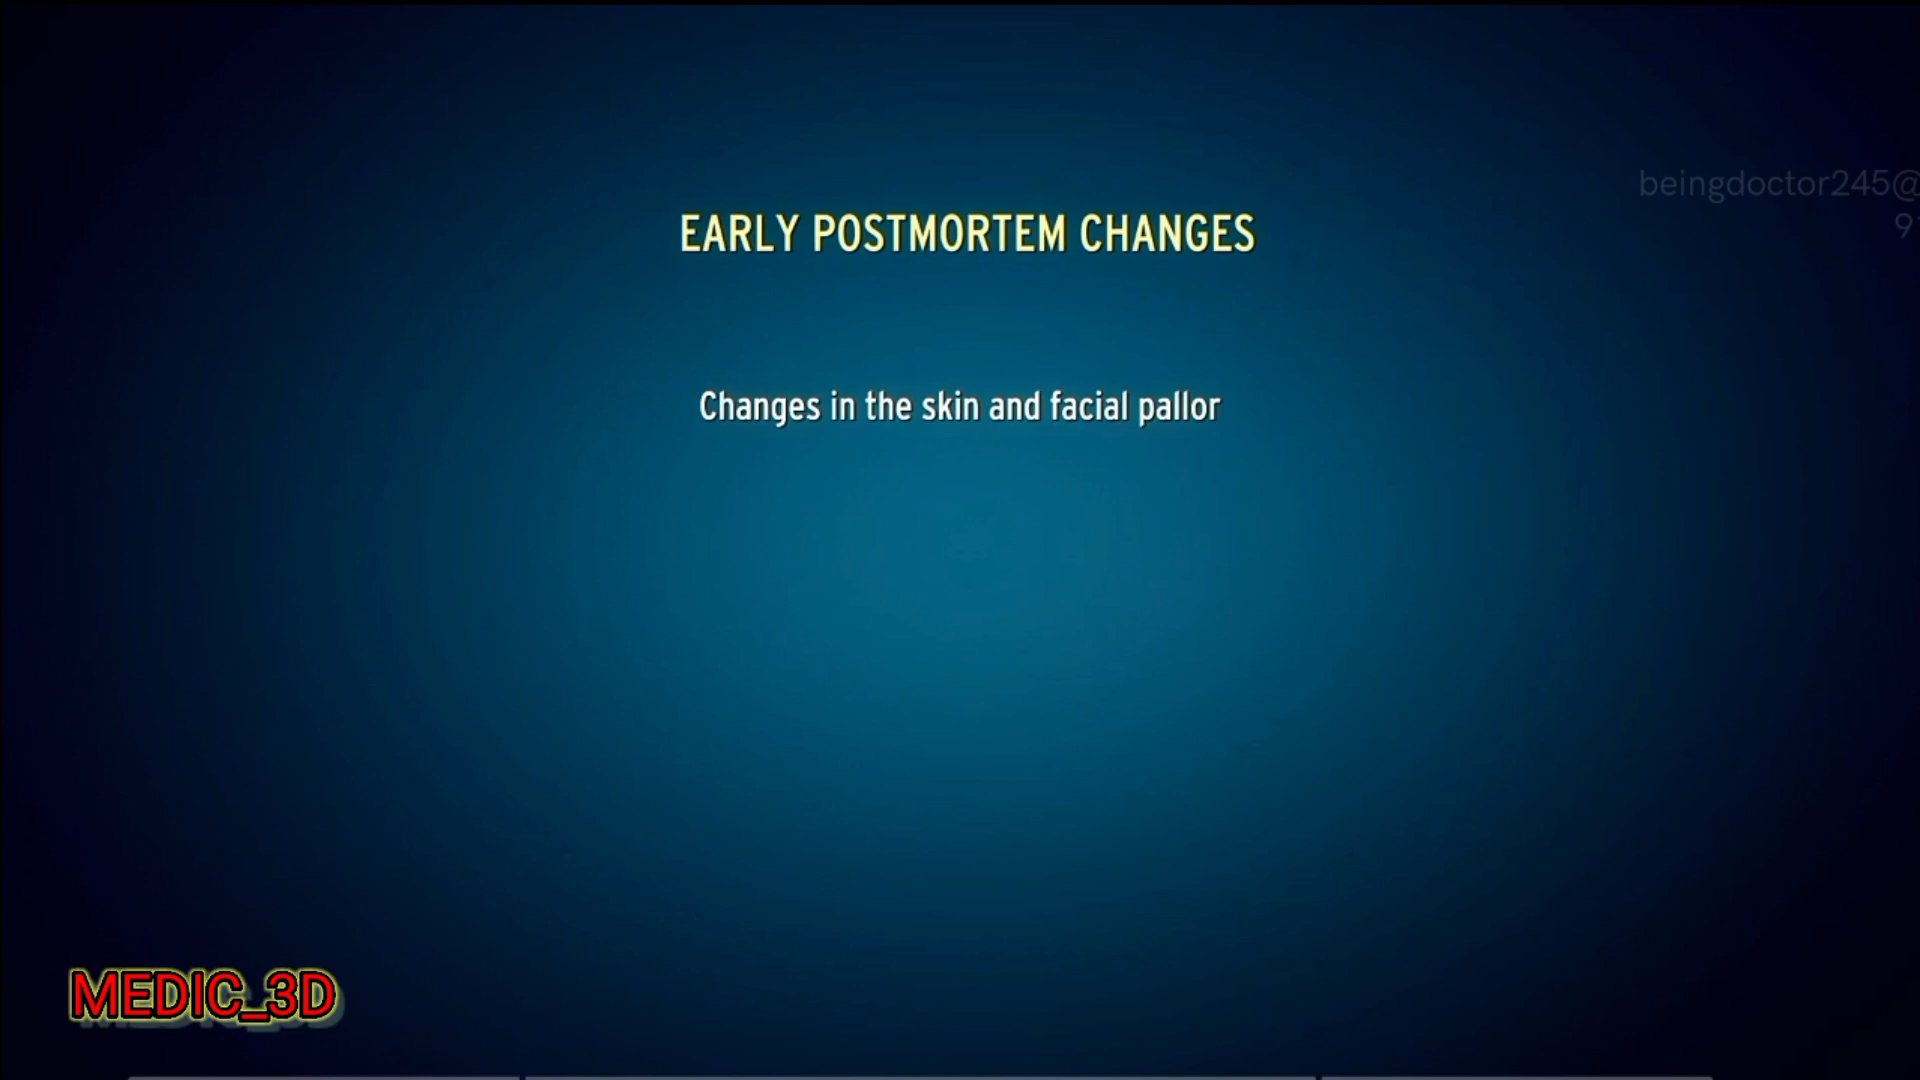 beingdoctor245@
EARLY POSTMORTEM CHANGES
Changes in the skin and facial pallor
MEDIC_3D